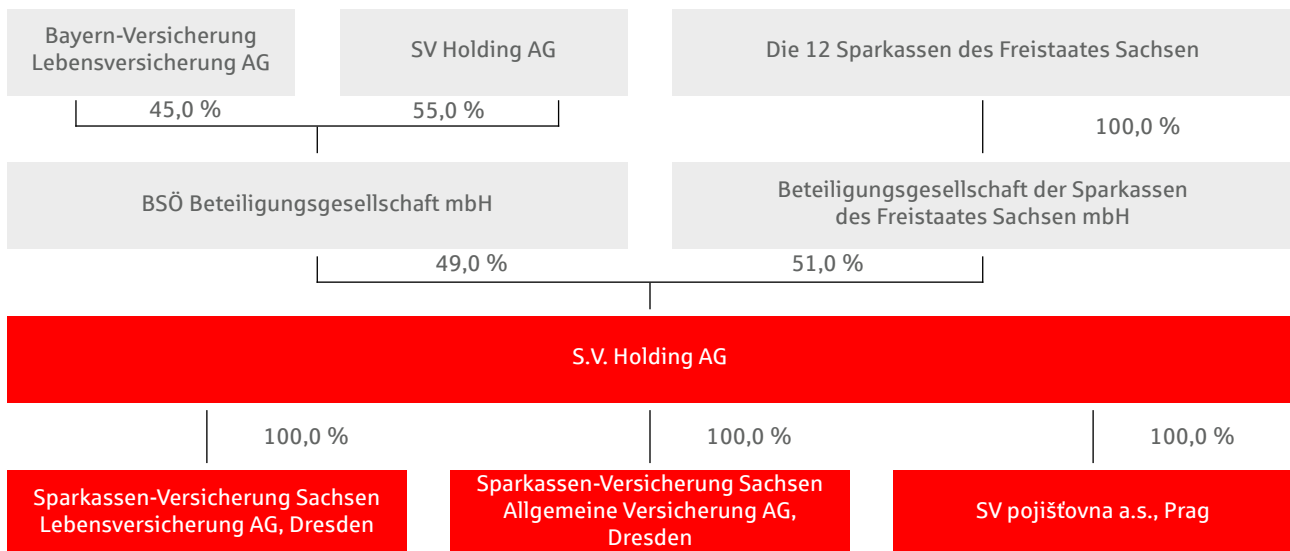 Bayern-Versicherung
Lebensversicherung AG
SV Holding AG
Die 12 Sparkassen des Freistaates Sachsen
45,0 %
55,0 %
100,0 %
BSÖ Beteiligungsgesellschaft mbH
Beteiligungsgesellschaft der Sparkassen
des Freistaates Sachsen mbH
49,0 %
51,0 %
S.V. Holding AG
100,0 %
100,0 %
100,0 %
Sparkassen-Versicherung Sachsen
Lebensversicherung AG, Dresden
Sparkassen-Versicherung Sachsen
Allgemeine Versicherung AG,
Dresden
SV pojišťovna a.s., Prag